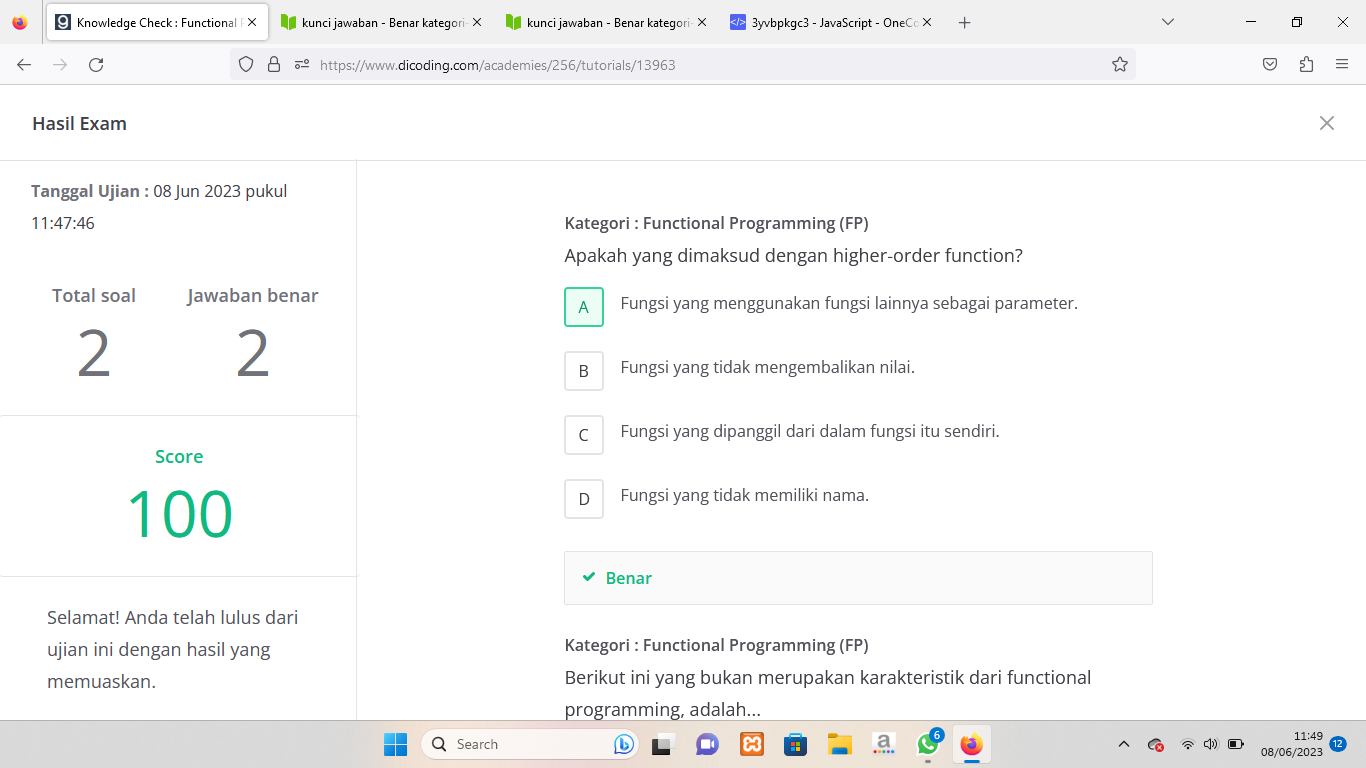 Knowledge Check : Functional
kunci jawaban - Benar kategori-
kunci jawaban - Benar kategori-
3yvbpkgc3 - JavaScript - OneCo
https://www.dicoding.com/academies/256/tutorials/13963
Hasil Exam
Tanggal Ujian : 08 Jun 2023 pukul
11:47:46
Total soal
Jawaban benar
2
2
Score
100
Selamat! Anda telah lulus dari
ujian ini dengan hasil yang
memuaskan.
Kategori : Functional Programming (FP)
Apakah yang dimaksud dengan higher-order function?
A Fungsi yang menggunakan fungsi lainnya sebagai parameter.
B Fungsi yang tidak mengembalikan nilai.
C Fungsi yang dipanggil dari dalam fungsi itu sendiri.
D Fungsi yang tidak memiliki nama.
Benar
Kategori : Functional Programming (FP)
Berikut ini yang bukan merupakan karakteristik dari functional
programming, adalah...
Search
6
11:49
08/06/2023
12